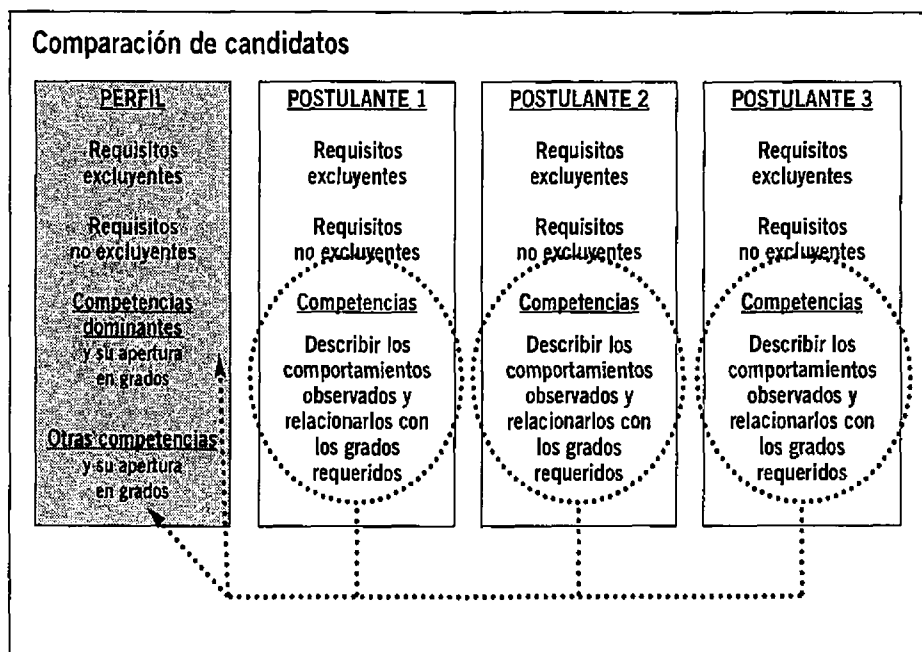 Comparación de candidatos
PERFIL
Requisitos
excluyentes
Requisitos
no excluyentes
Competencias
dominantes
y su apertura
en grados
Otras competencias
y su apertura
en grados
POSTULANTE 1
Requisitos
excluyentes
Requisitos
no excluyentes
Competencias
Describir los
comportamientos
observados y
relacionarlos con
los grados
requeridos
POSTULANTE 2
Requisitos
excluyentes
Requisitos
no excluyentes
Competencias
Describir los
comportamientos
observados y
relacionarlos con
los grados
requeridos
POSTULANTE 3
Requisitos
excluyentes
Requisitos
no excluyentes
Competencias
Describir los
comportamientos
observados y
relacionarlos con
los grados
requeridos